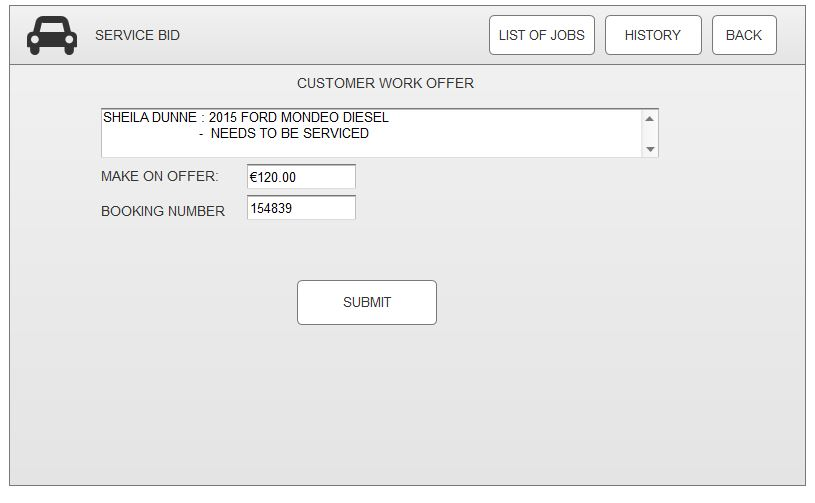 SERVICE BID
LIST OF JOBS
HISTORY
BACK
CUSTOMER WORK OFFER
SHEILA DUNNE : 2015 FORD MONDEO DIESEL
- NEEDS TO BE SERVICED
MAKE ON OFFER:
€120.00
BOOKING NUMBER
154839
SUBMIT